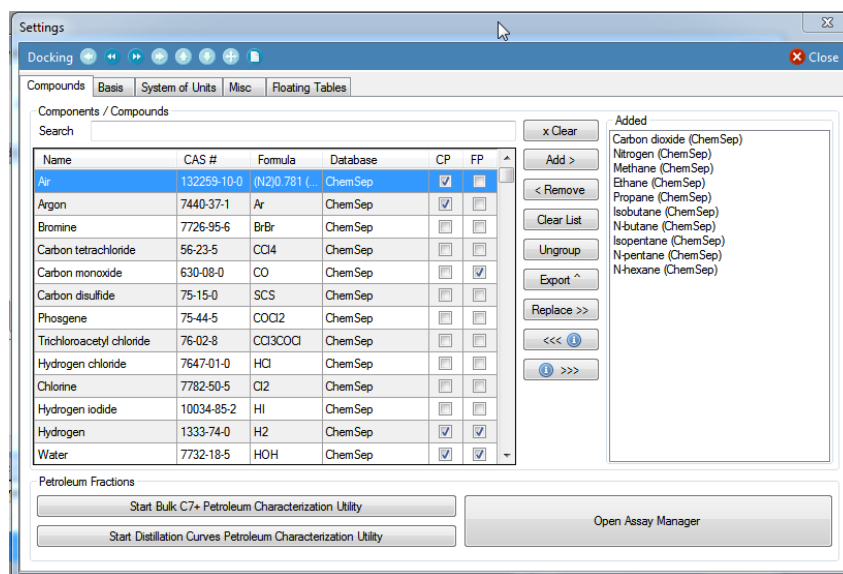 Settings
Docking
Close
Compounds Basis System of Units Misc Floating Tables
Components / Compounds
Search
Name CAS # Formula Database CP FP
Air 132259-10-0 (N2)0.781 (... ChemSep
Argon 7440-37-1 Ar ChemSep
Bromine 7726-95-6 BrBr ChemSep
Carbon tetrachloride 56-23-5 CCl4 ChemSep
Carbon monoxide 630-08-0 CO ChemSep
Carbon disulfide 75-15-0 SCS ChemSep
Phosgene 75-44-5 COCl2 ChemSep
Trichloroacetyl chloride 76-02-8 CCl3COCl ChemSep
Hydrogen chloride 7647-01-0 HCl ChemSep
Chlorine 7782-50-5 Cl2 ChemSep
Hydrogen iodide 10034-85-2 HI ChemSep
Hydrogen 1333-74-0 H2 ChemSep
Water 7732-18-5 HOH ChemSep
x Clear
Add >
< Remove
Clear List
Ungroup
Export ^
Replace >>
<<<
>>>
Added
Carbon dioxide (ChemSep)
Nitrogen (ChemSep)
Methane (ChemSep)
Ethane (ChemSep)
Propane (ChemSep)
Isobutane (ChemSep)
N-butane (ChemSep)
Isopentane (ChemSep)
N-pentane (ChemSep)
N-hexane (ChemSep)
Petroleum Fractions
Start Bulk C7+ Petroleum Characterization Utility
Start Distillation Curves Petroleum Characterization Utility
Open Assay Manager